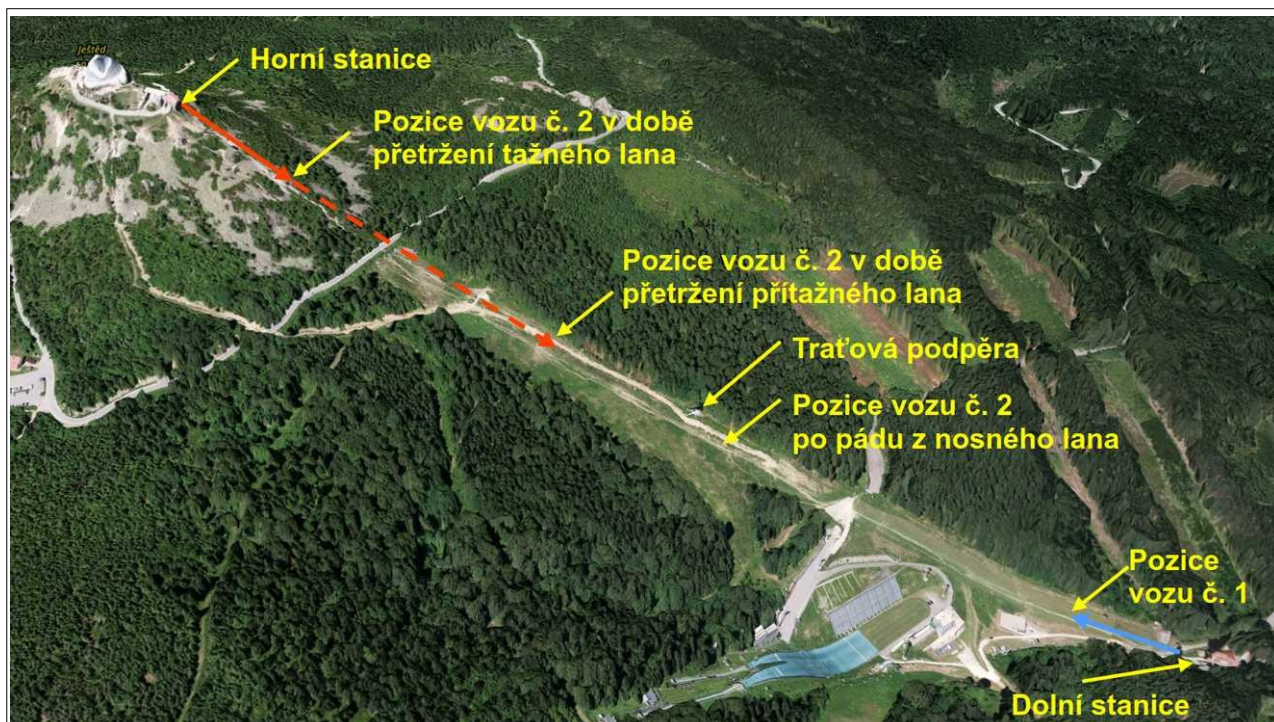 Ještěd
Horní stanice
Pozice vozu č. 2 v době
přetržení tažného lana
Pozice vozu č. 2 v době
přetržení přítažného lana
Traťová podpěra
Pozice vozu č. 2
po pádu z nosného lana
Pozice
vozu č. 1
Dolní stanice